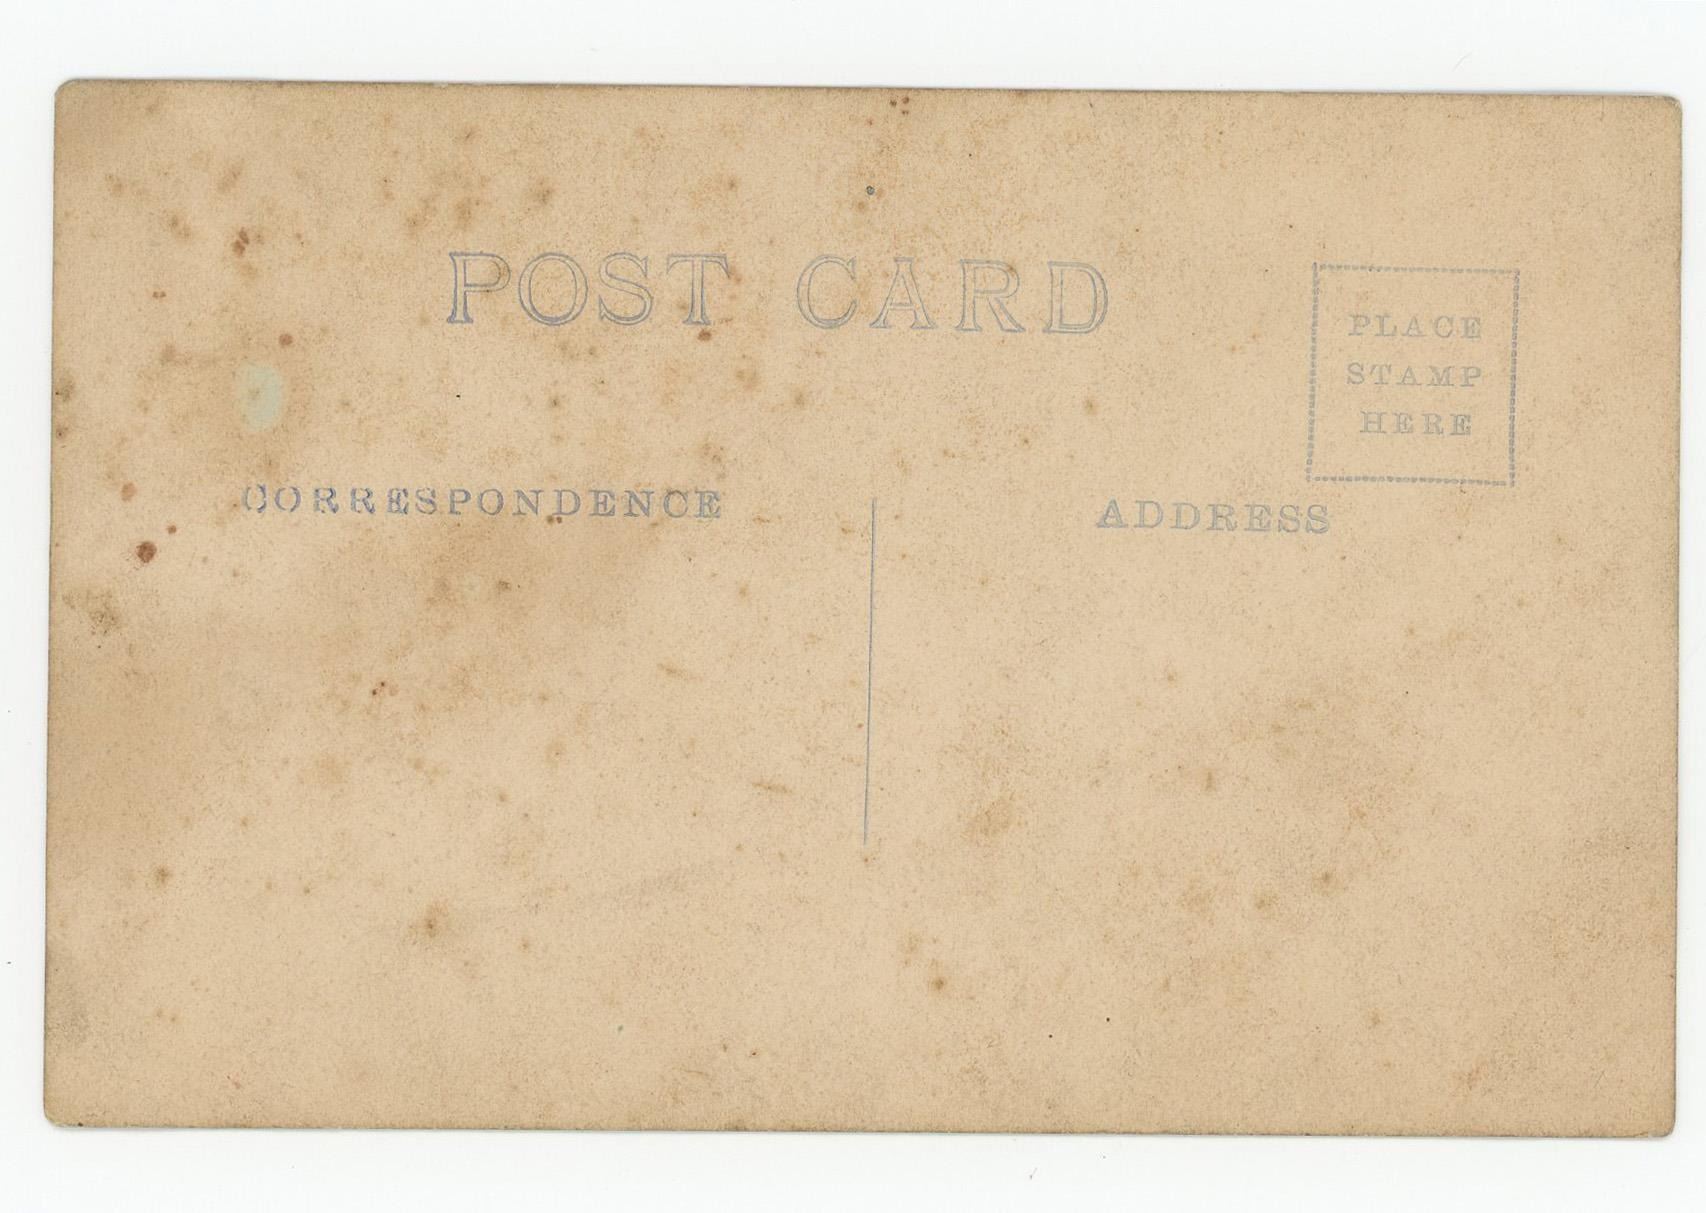 POST CARD
PLACE
STAMP
HERE
CORRESPONDENCE
ADDRESS